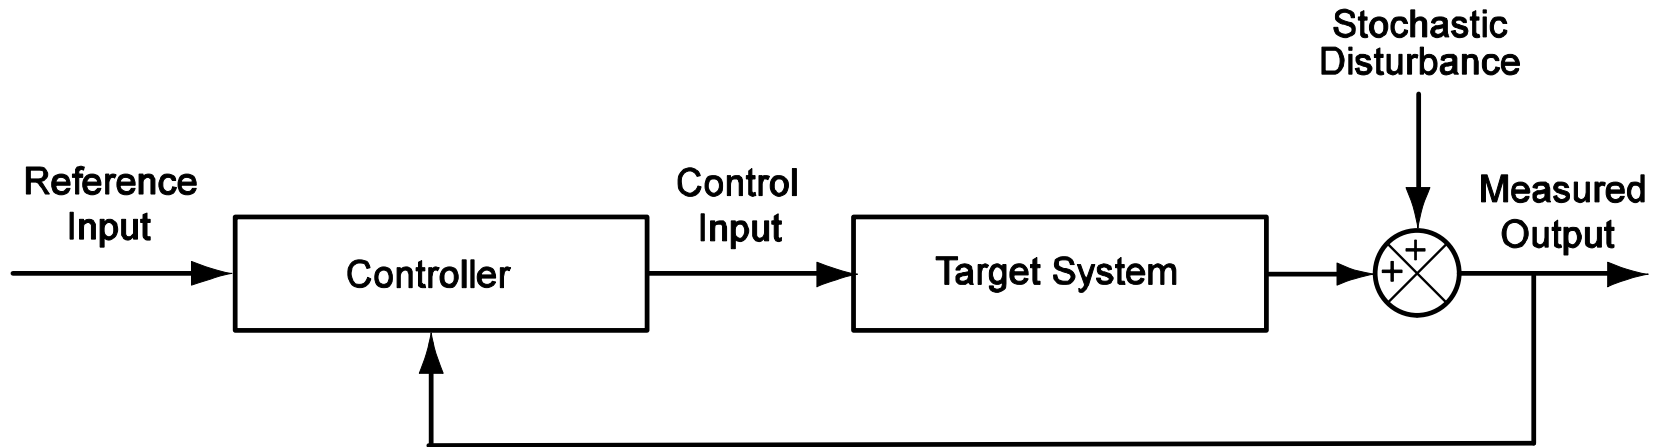 Stochastic
Disturbance
Reference
Input
Control
Input
Measured
Output
Controller
Target System
+
+